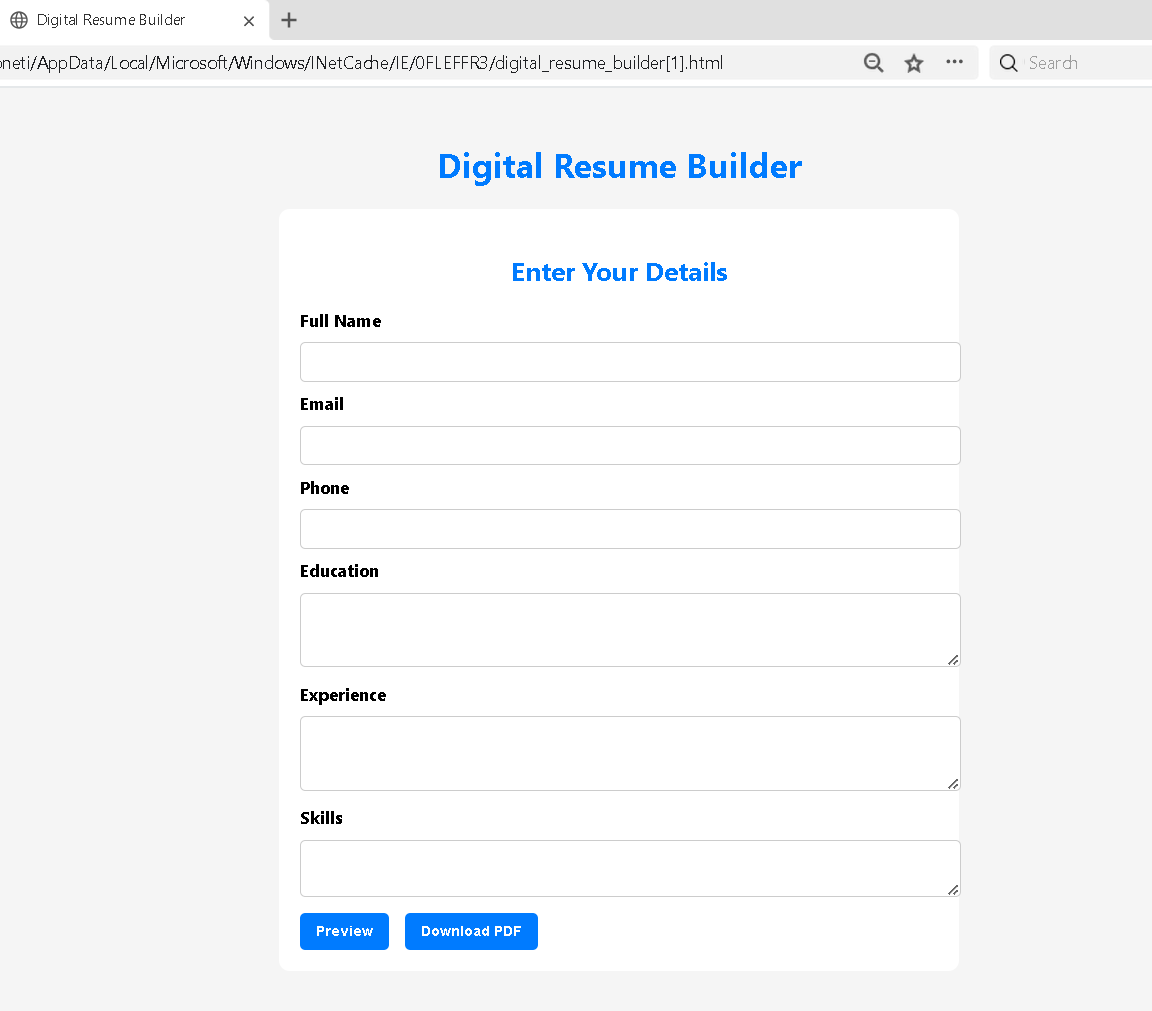 Digital Resume Builder
oneti/AppData/Local/Microsoft/Windows/INetCache/IE/0FLEFFR3/digital_resume_builder[1].html
Search
Digital Resume Builder
Enter Your Details
Full Name
Email
Phone
Education
Experience
Skills
Preview
Download PDF